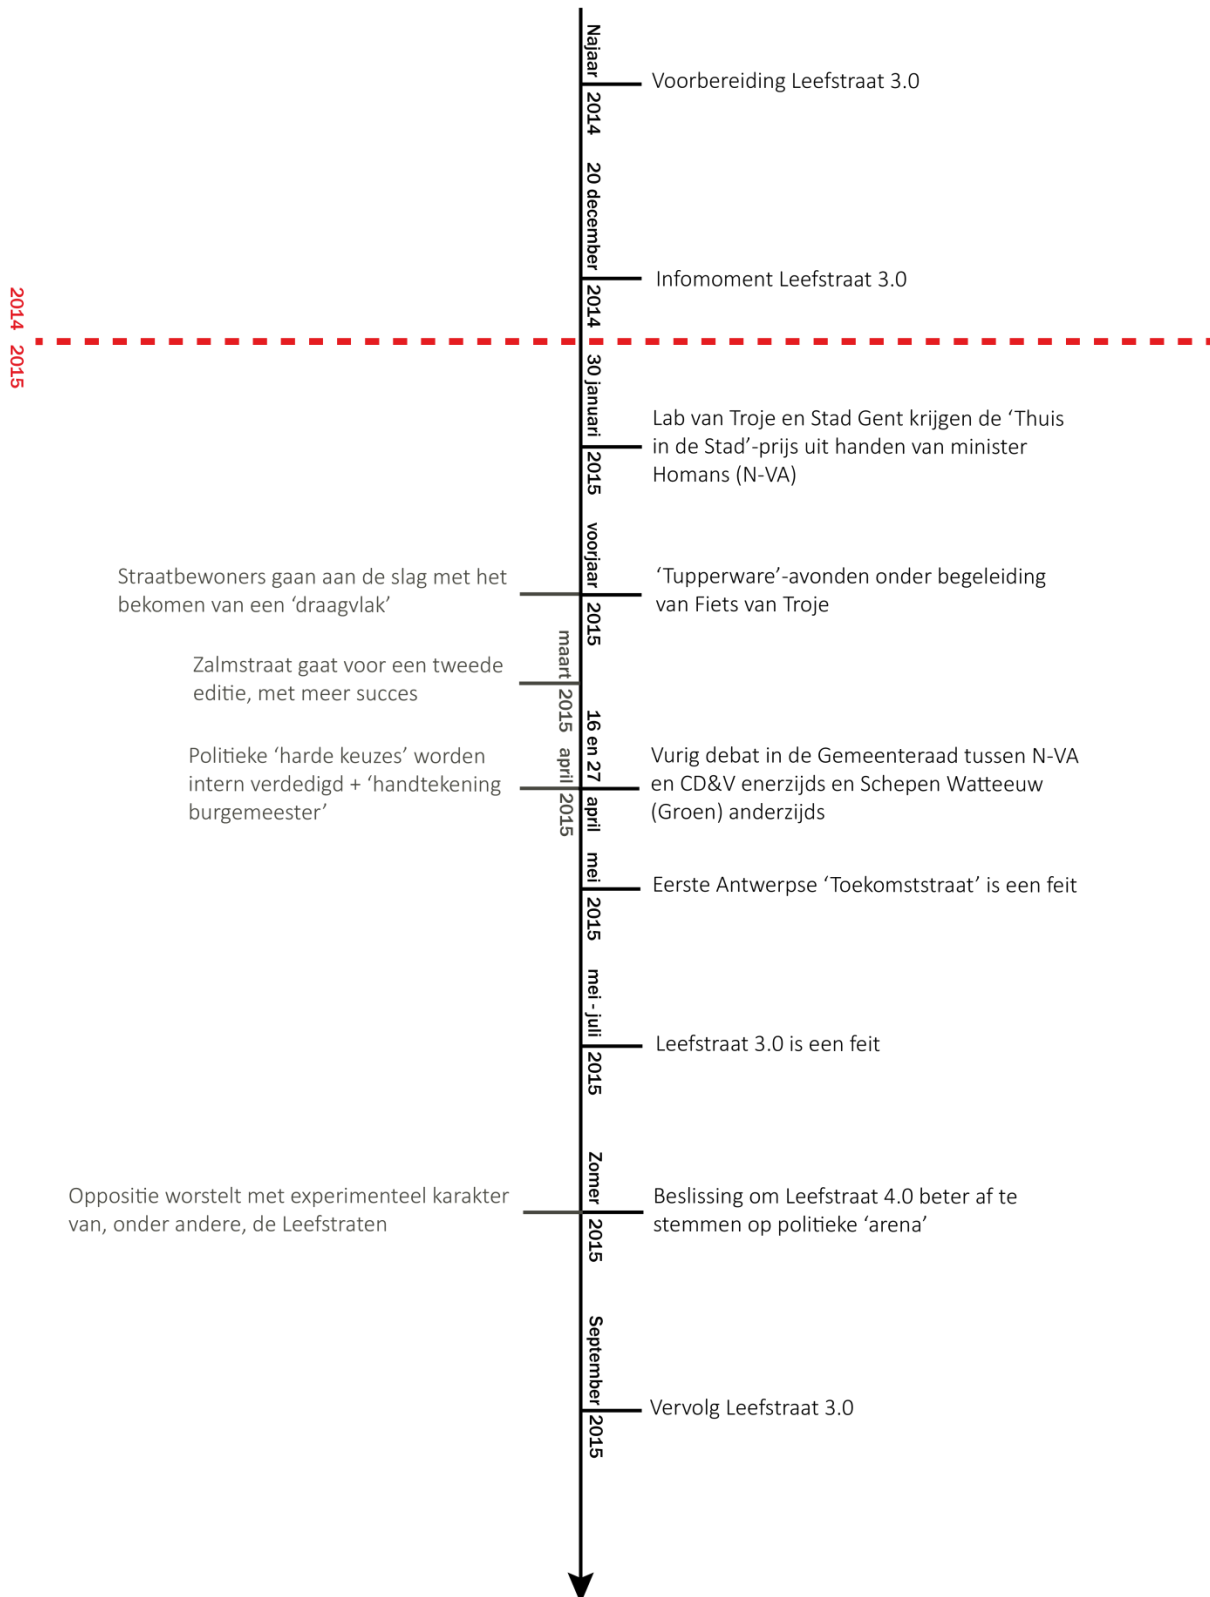 Najaar 2014
Voorbereiding Leefstraat 3.0
20 december 2014
Infomoment Leefstraat 3.0
2014 2015
30 januari 2015
Lab van Troje en Stad Gent krijgen de ‘Thuis
in de Stad’-prijs uit handen van minister
Homans (N-VA)
voorjaar 2015
Straatbewoners gaan aan de slag met het
bekomen van een ‘draagvlak’
‘Tupperware’-avonden onder begeleiding
van Fiets van Troje
maart 2015
Zalmstraat gaat voor een tweede
editie, met meer succes
april 2015
Politieke ‘harde keuzes’ worden
intern verdedigd + ‘handtekening
burgemeester’
16 en 27 april
Vurig debat in de Gemeenteraad tussen N-VA
en CD&V enerzijds en Schepen Watteeuw
(Groen) anderzijds
mei 2015
Eerste Antwerpse ‘Toekomststraat’ is een feit
mei - juli 2015
Leefstraat 3.0 is een feit
Zomer 2015
Oppositie worstelt met experimenteel karakter
van, onder andere, de Leefstraten
Beslissing om Leefstraat 4.0 beter af te
stemmen op politieke ‘arena’
September 2015
Vervolg Leefstraat 3.0